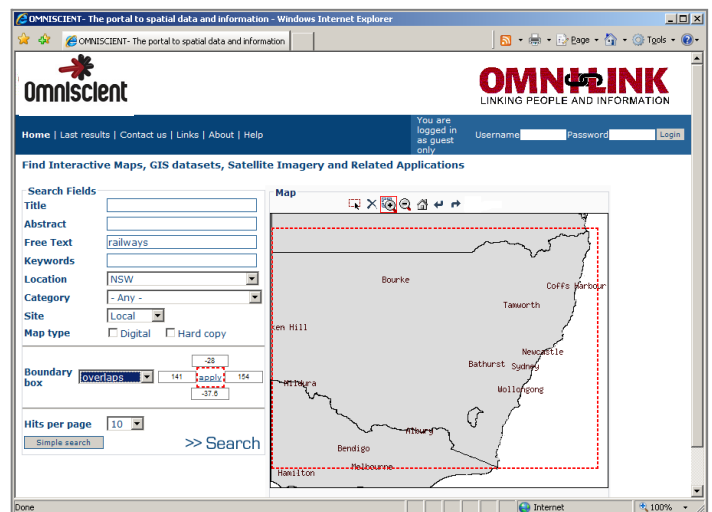 OMNISCIENT- The portal to spatial data and information - Windows Internet Explorer
OMNISCIENT- The portal to spatial data and information
Page
Tools
Omniscient
OMNILINK
LINKING PEOPLE AND INFORMATION
Home | Last results | Contact us | Links | About | Help
You are
logged in
as guest
only
Username
Password
Login
Find Interactive Maps, GIS datasets, Satellite Imagery and Related Applications
Search Fields
Title
Abstract
Free Text railways
Keywords
Location NSW
Category - Any -
Site Local
Map type Digital Hard copy
-28
Boundary
box
overlaps 141 apply 154
-37.6
Hits per page 10
Simple search >> Search
Map
Bourke
Coffs Harbour
Tamworth
ken Hill
Newcastle
Bathurst Sydney
Mildura
Wollongong
Albury
Bendigo
Melbourne
Hamilton
Done
Internet
100%